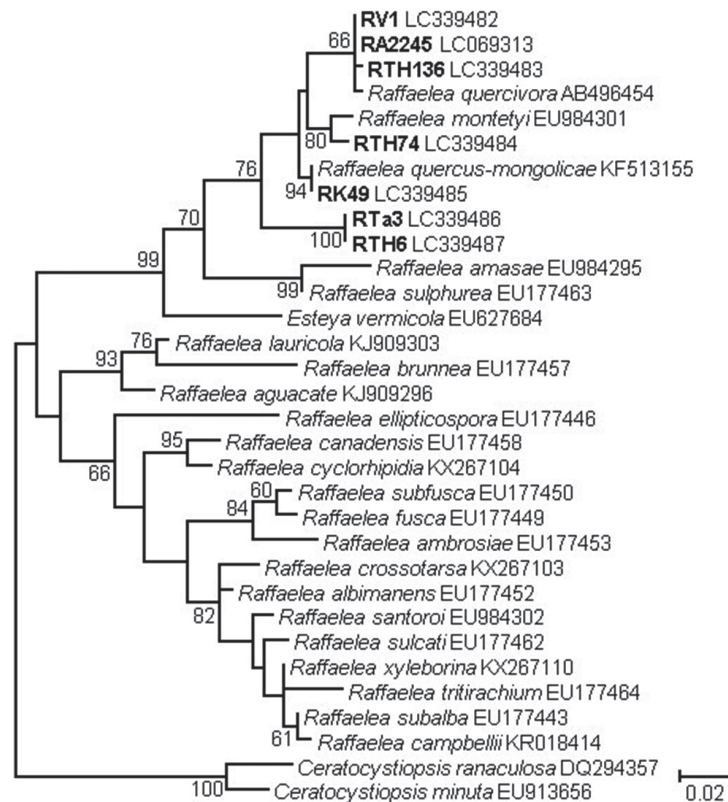 RV1 LC339482
66
RA2245 LC069313
RTH136 LC339483
Raffaelea quercivora AB496454
Raffaelea montetyi EU984301
80
RTH74 LC339484
76
Raffaelea quercus-mongolicae KF513155
94
RK49 LC339485
70
RTa3 LC339486
100
RTH6 LC339487
99
Raffaelea amasae EU984295
99
Raffaelea sulphurea EU177463
Esteya vermicola EU627684
76
Raffaelea lauricola KJ909303
93
Raffaelea brunnea EU177457
Raffaelea aguacate KJ909296
Raffaelea ellipticospora EU177446
95
Raffaelea canadensis EU177458
66
Raffaelea cyclorhipidia KX267104
60
Raffaelea subfusca EU177450
84
Raffaelea fusca EU177449
Raffaelea ambrosiae EU177453
Raffaelea crossotarsa KX267103
Raffaelea albimanens EU177452
82
Raffaelea santoroi EU984302
Raffaelea sulcati EU177462
Raffaelea xyleborina KX267110
Raffaelea tritirachium EU177464
Raffaelea subalba EU177443
61
Raffaelea campbellii KR018414
Ceratocystiopsis ranaculosa DQ294357
100
Ceratocystiopsis minuta EU913656
0.02